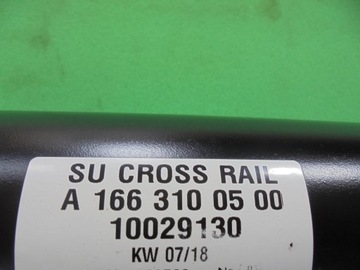 SU CROSS RAIL
A 166 310 05 00
10029130
KW 07/18